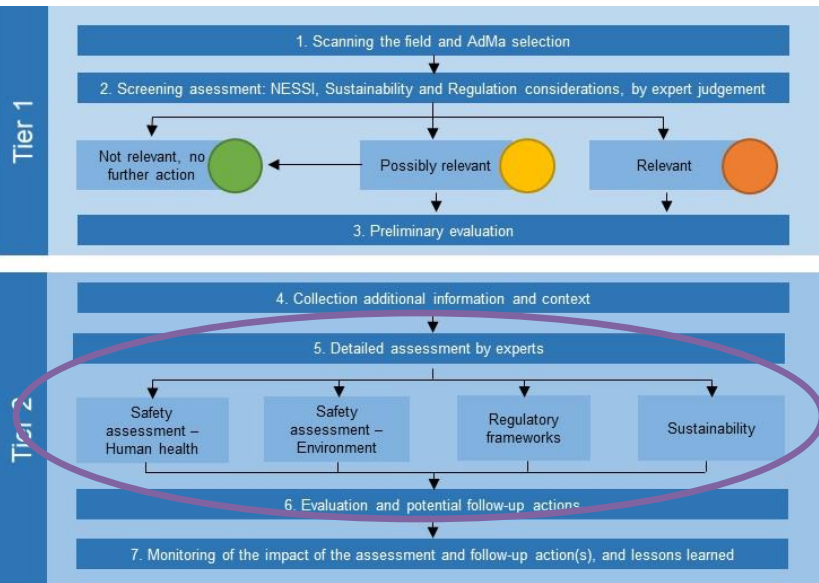 Tier 1
1. Scanning the field and AdMa selection
2. Screening asessment: NESSI, Sustainability and Regulation considerations, by expert judgement
Not relevant, no
further action
Possibly relevant
Relevant
3. Preliminary evaluation
Tier 2
4. Collection additional information and context
5. Detailed assessment by experts
Safety
assessment –
Human health
Safety
assessment –
Environment
Regulatory
frameworks
Sustainability
6. Evaluation and potential follow-up actions
7. Monitoring of the impact of the assessment and follow-up action(s), and lessons learned